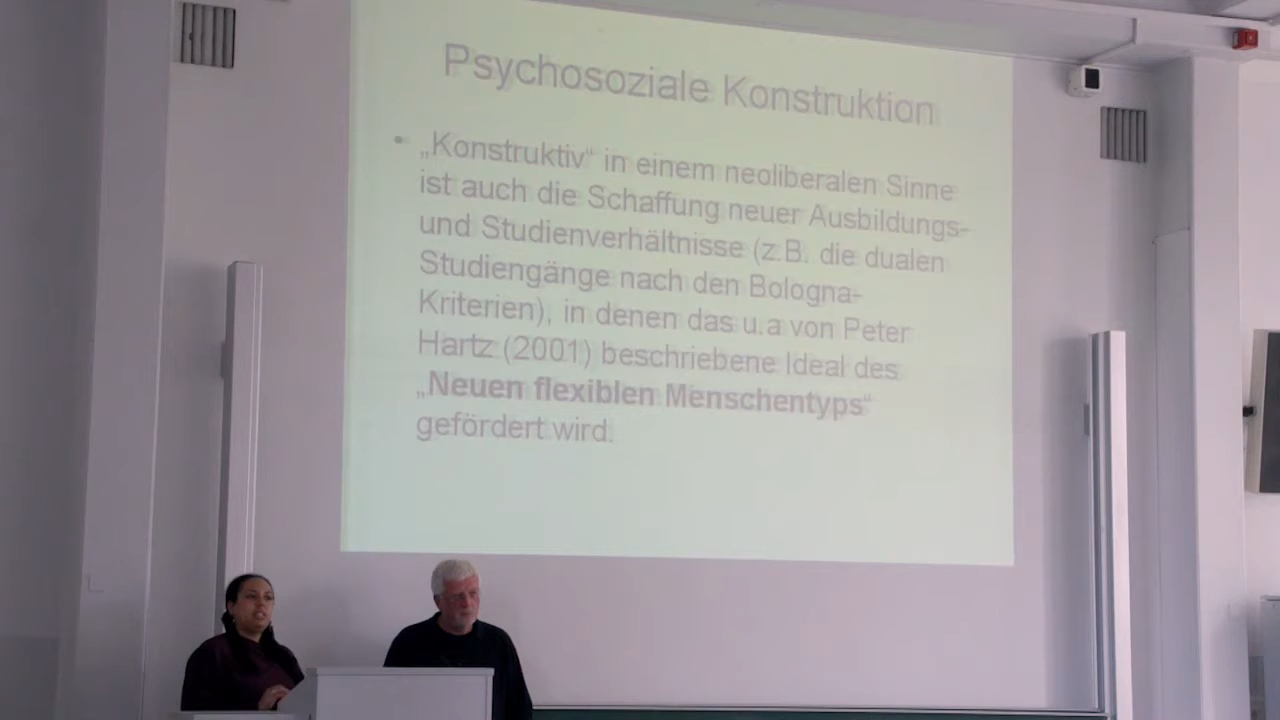 Psychosoziale Konstruktion
• „Konstruktiv“ in einem neoliberalen Sinne
ist auch die Schaffung neuer Ausbildungs-
und Studienverhältnisse (z.B. die dualen
Studiengänge nach den Bologna-
Kriterien), in denen das u.a von Peter
Hartz (2001) beschriebene Ideal des
„Neuen flexiblen Menschentyps“
gefördert wird.